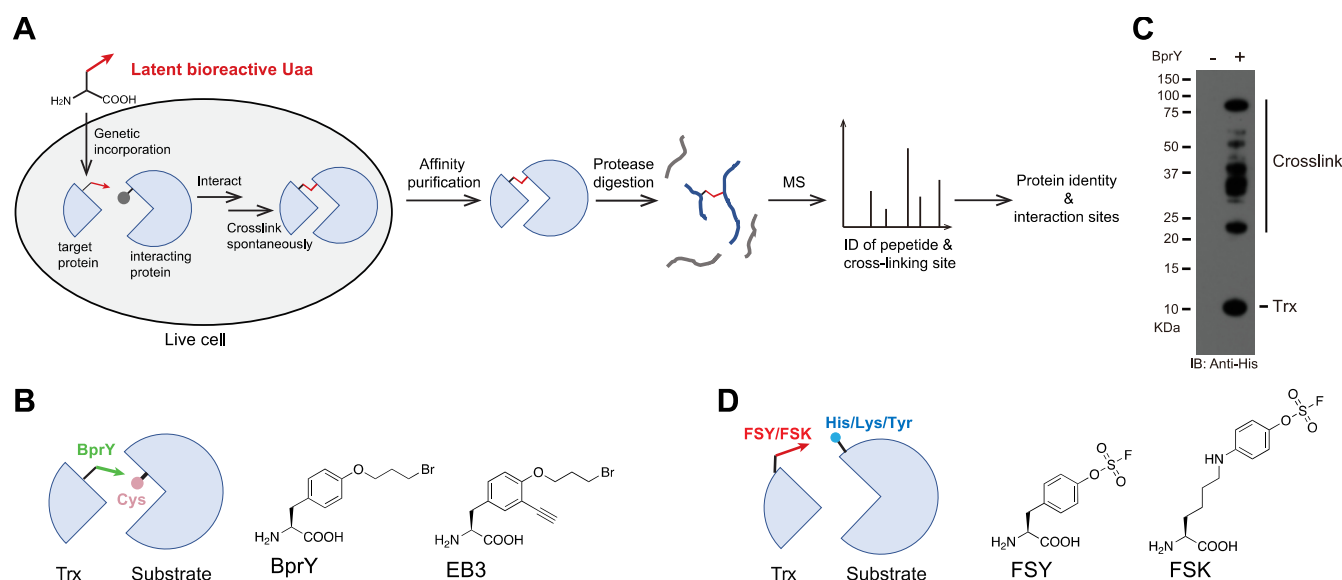 A
Latent bioreactive Uaa
H₂N
COOH
Genetic
incorporation
Interact
Crosslink
spontaneously
target
protein
interacting
protein
Live cell
Affinity
purification
Protease
digestion
MS
ID of pepetide &
cross-linking site
Protein identity
&
interaction sites
C
BprY - +
150
100
75
50
37
25
20
15
10
KDa
Crosslink
Trx
IB: Anti-His
B
BprY
Cys
Trx Substrate
O
Br
H₂N
COOH
BprY
O
Br
H₂N
COOH
EB3
D
FSY/FSK
His/Lys/Tyr
Trx Substrate
O
F
S
O
O
H₂N
COOH
FSY
O
F
S
O
O
HN
H₂N
COOH
FSK